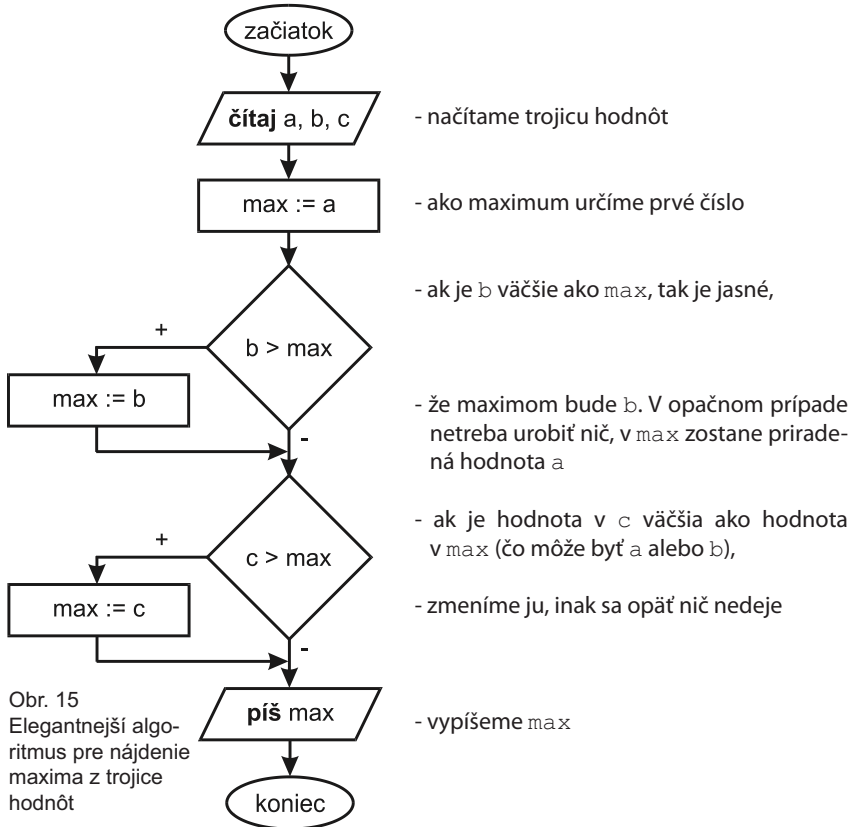 začiatok
čítaj a, b, c
- načítame trojicu hodnôt
max := a
- ako maximum určíme prvé číslo
- ak je b väčšie ako max, tak je jasné,
+
b > max
max := b
- že maximom bude b. V opačnom prípade
netreba urobiť nič, v max zostane prirade-
ná hodnota a
-
- ak je hodnota v c väčšia ako hodnota
v max (čo môže byť a alebo b),
+
c > max
max := c
- zmeníme ju, inak sa opäť nič nedeje
-
Obr. 15
Elegantnejší algo-
ritmus pre nájdenie
maxima z trojice
hodnôt
píš max
- vypíšeme max
koniec